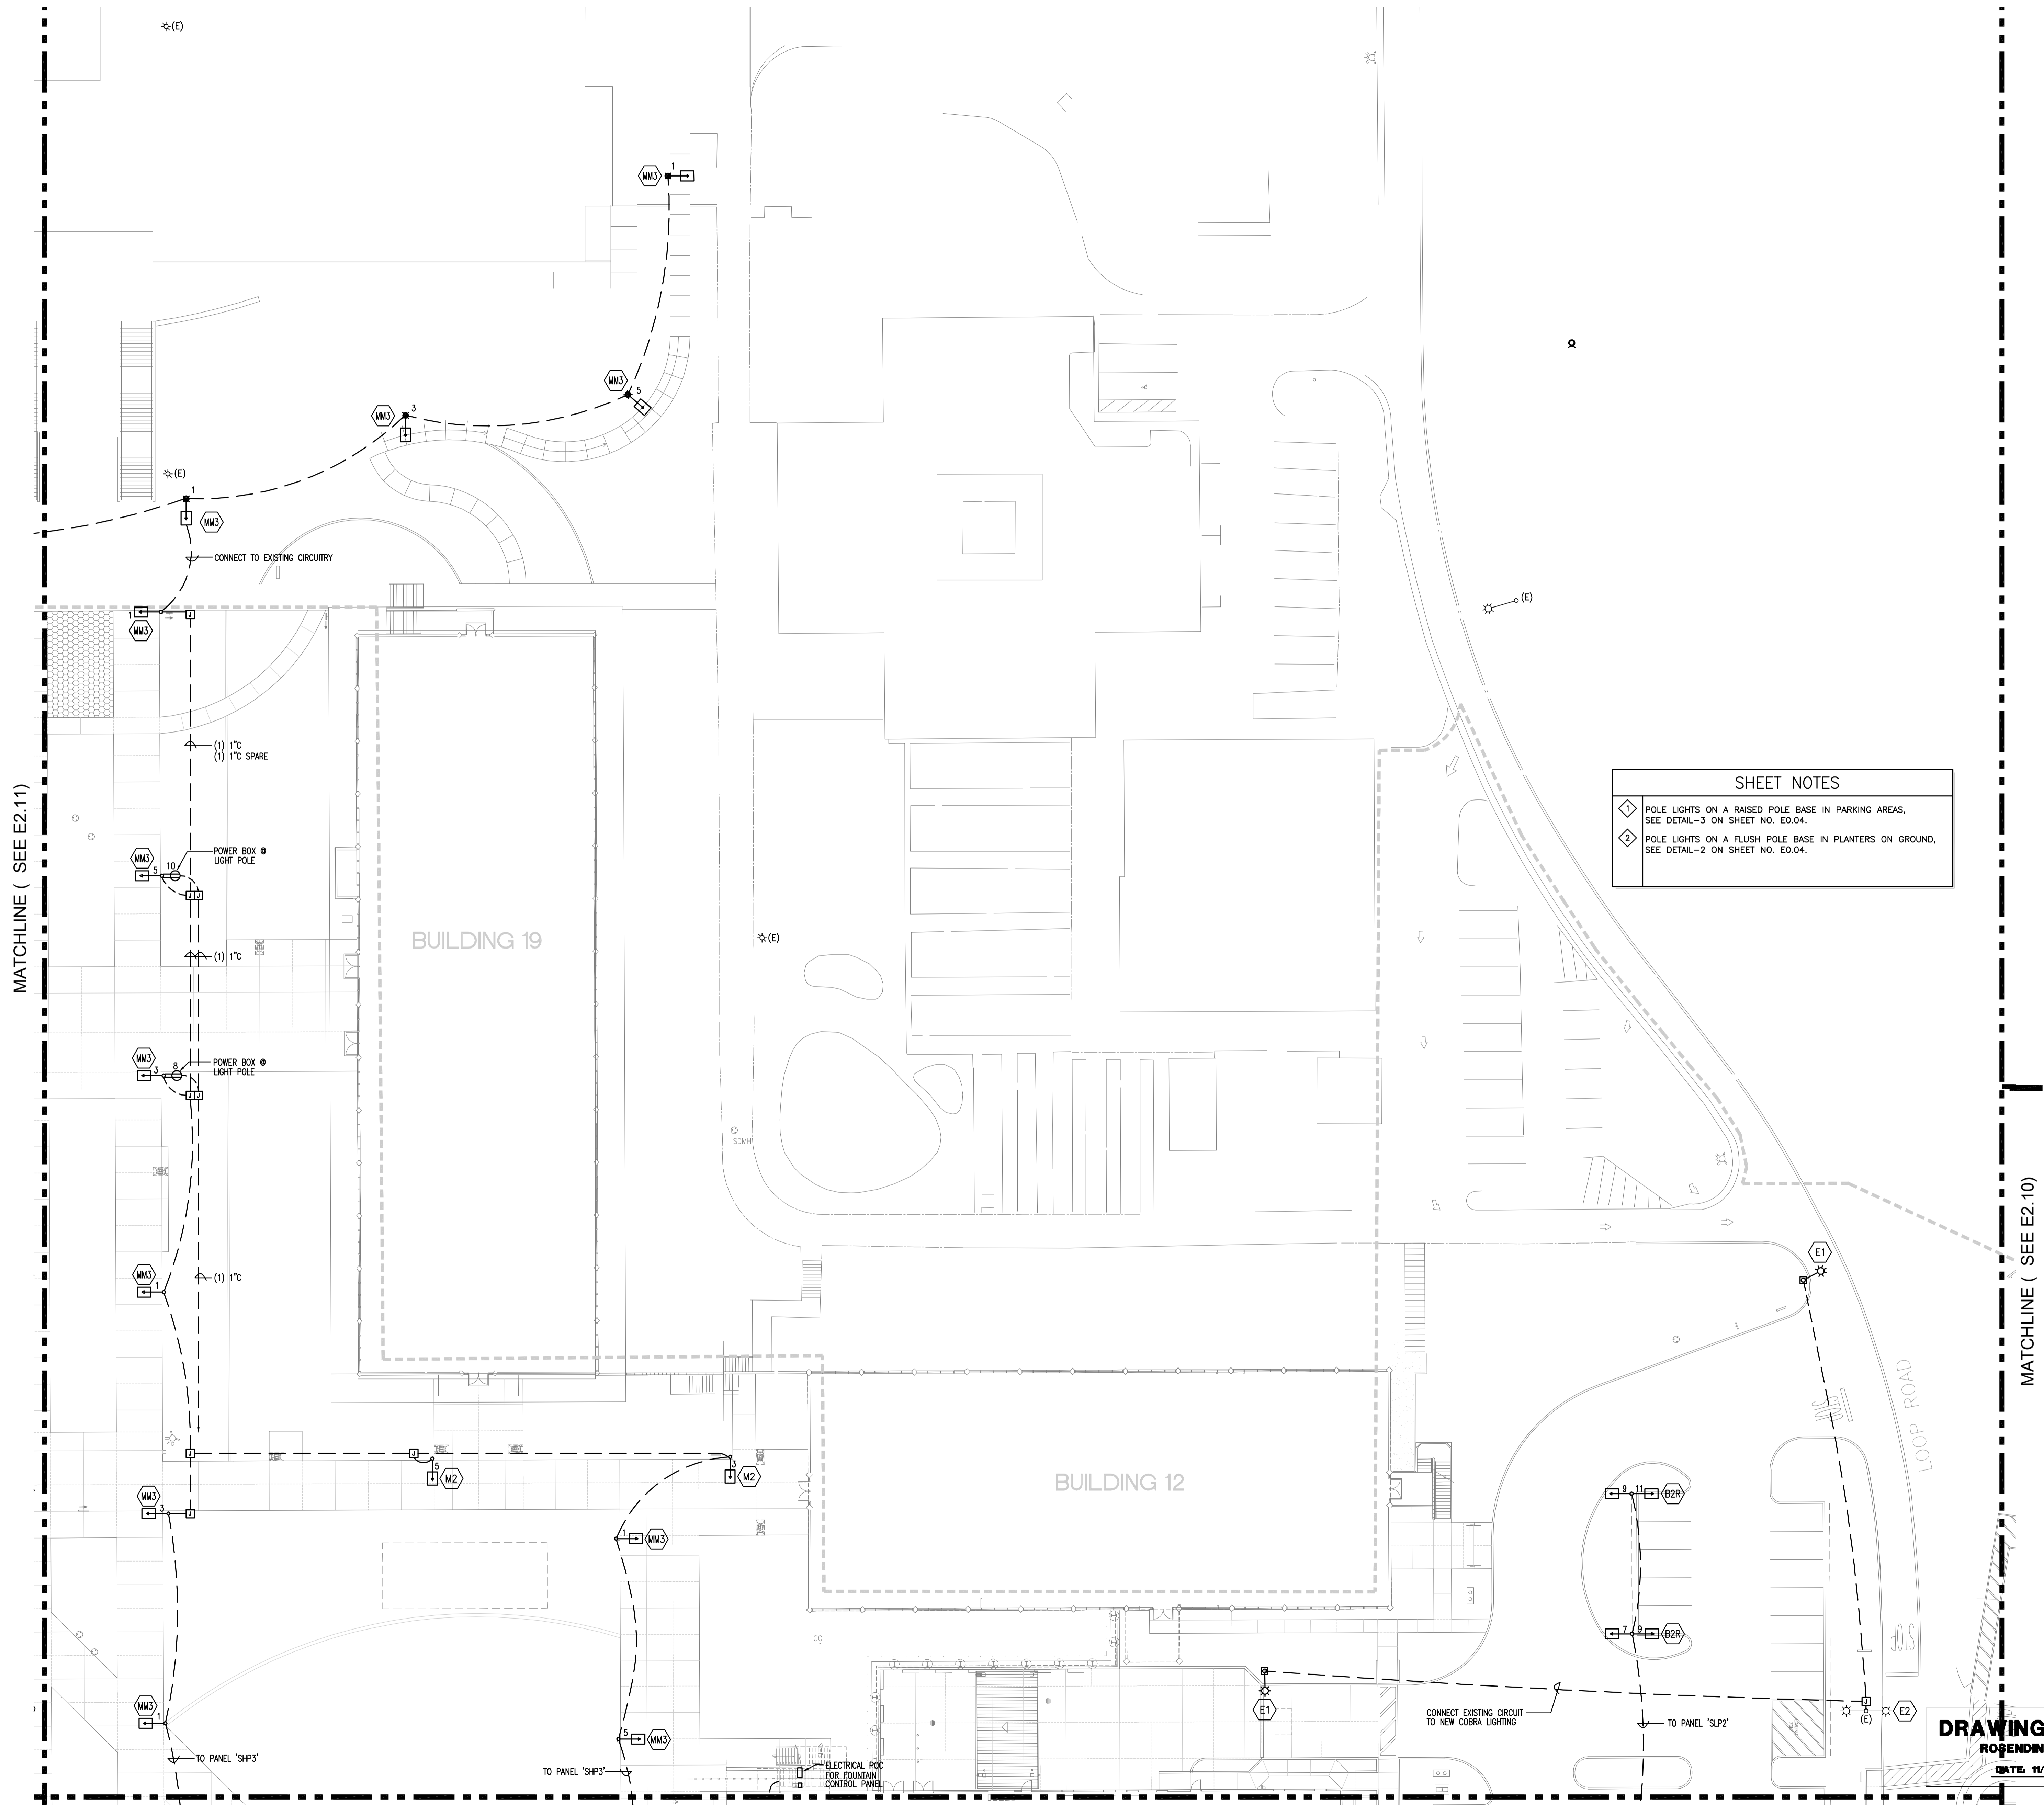 (E)
MM3
1
MM3
5
MM3
3
(E)
1
MM3
CONNECT TO EXISTING CIRCUITRY
1
J
MM3
(E)
(1) 1"C
(1) 1"C SPARE
MATCHLINE ( SEE E2.11)
SHEET NOTES
1 POLE LIGHTS ON A RAISED POLE BASE IN PARKING AREAS,
SEE DETAIL-3 ON SHEET NO. E0.04.
2 POLE LIGHTS ON A FLUSH POLE BASE IN PLANTERS ON GROUND,
SEE DETAIL-2 ON SHEET NO. E0.04.
MM3
5
10
POWER BOX @
LIGHT POLE
J J
BUILDING 19
(E)
(1) 1"C
MM3
3
8
POWER BOX @
LIGHT POLE
J J
SDMH
MATCHLINE ( SEE E2.10)
E1
MM3
1
(1) 1"C
LOOP ROAD
STOP
J
J
5
M2
3
M2
BUILDING 12
MM3
3
J
9 11
B2R
1
MM3
7 9
B2R
STOP
CO
MM3
1
E1
CONNECT EXISTING CIRCUIT
TO NEW COBRA LIGHTING
TO PANEL 'SLP2'
J
(E)
E2
5
MM3
TO PANEL 'SHP3'
TO PANEL 'SHP3'
ELECTRICAL POC
FOR FOUNTAIN
CONTROL PANEL
DRAWING
ROSENDIN
DATE: 11/